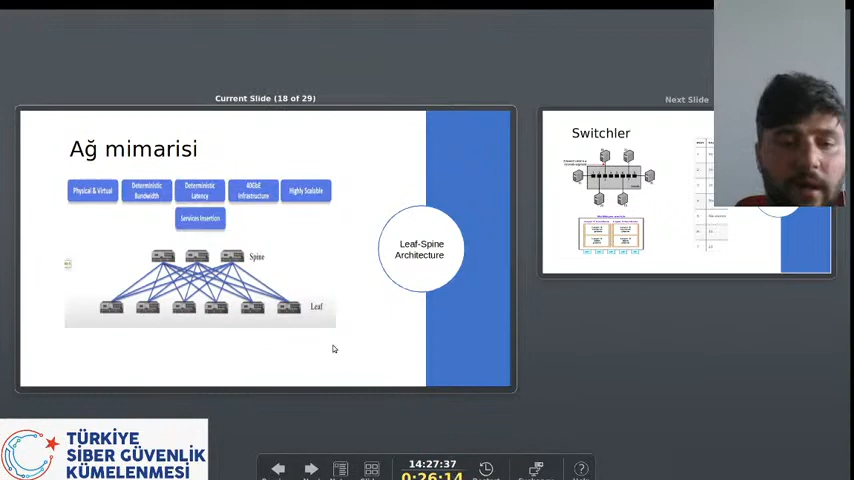 Current Slide (18 of 29)
Next Slide
Ağ mimarisi
Physical & Virtual
Deterministic Bandwidth
Deterministic Latency
40GbE Infrastructure
Highly Scalable
Services Insertion
Spine
Leaf
Leaf-Spine
Architecture
Switchler
TÜRKİYE
SİBER GÜVENLİK
KÜMELENMESİ
14:27:37
0:26:14